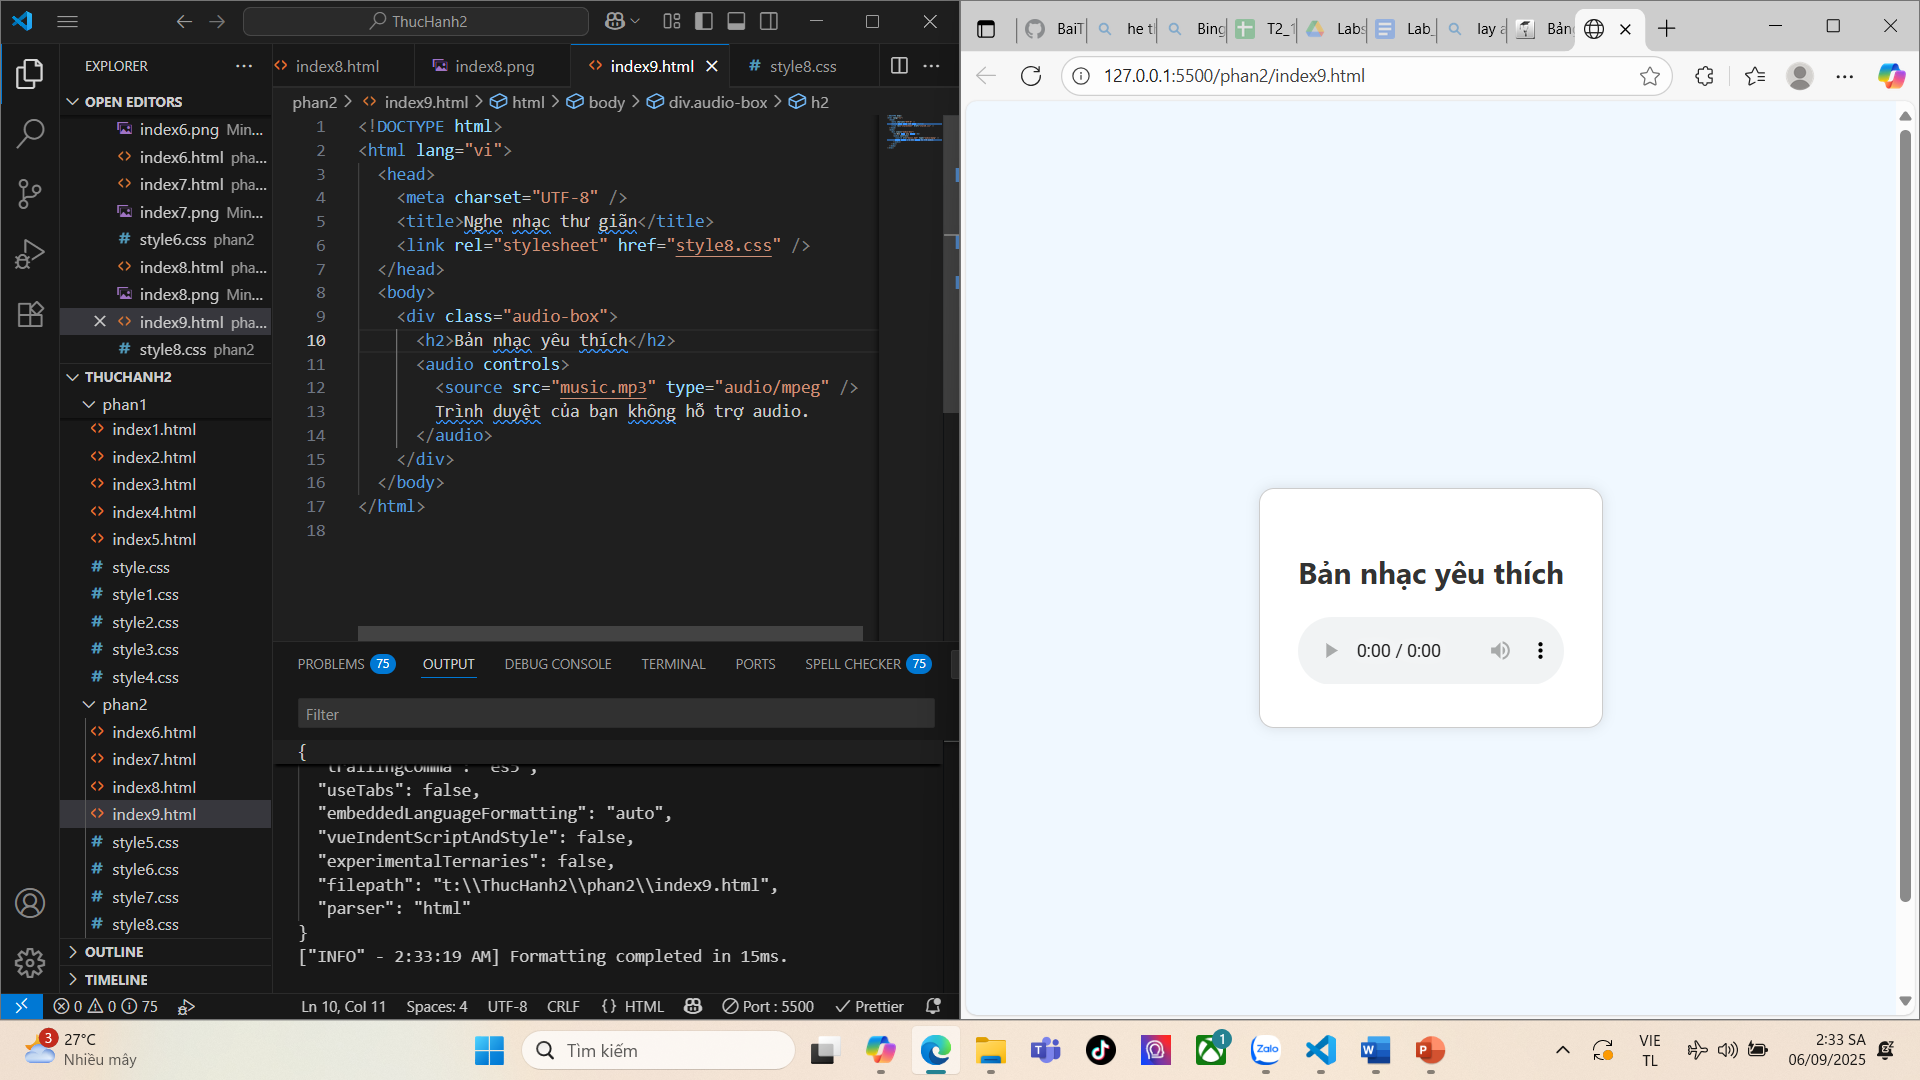 ThucHanh2
EXPLORER
OPEN EDITORS
index6.png Min...
index6.html pha...
index7.html pha...
index7.png Min...
style6.css phan2
index8.html pha...
index8.png Min...
index9.html pha...
style8.css phan2
THUCHANH2
phan1
index1.html
index2.html
index3.html
index4.html
index5.html
style.css
style1.css
style2.css
style3.css
style4.css
phan2
index6.html
index7.html
index8.html
index9.html
style5.css
style6.css
style7.css
style8.css
OUTLINE
TIMELINE
index8.html
index8.png
index9.html
style8.css
phan2 > index9.html > html > body > div.audio-box > h2
1 <!DOCTYPE html>
2 <html lang="vi">
3 <head>
4 <meta charset="UTF-8" />
5 <title>Nghe nhạc thư giãn</title>
6 <link rel="stylesheet" href="style8.css" />
7 </head>
8 <body>
9 <div class="audio-box">
10 <h2>Bản nhạc yêu thích</h2>
11 <audio controls>
12 <source src="music.mp3" type="audio/mpeg" />
13 Trình duyệt của bạn không hỗ trợ audio.
14 </audio>
15 </div>
16 </body>
17 </html>
18
PROBLEMS 75 OUTPUT DEBUG CONSOLE TERMINAL PORTS SPELL CHECKER 75
Filter
{
"trailingComma": "es5",
"useTabs": false,
"embeddedLanguageFormatting": "auto",
"vueIndentScriptAndStyle": false,
"experimentalTernaries": false,
"filepath": "t:\\ThucHanh2\\phan2\\index9.html",
"parser": "html"
}
["INFO" - 2:33:19 AM] Formatting completed in 15ms.
0 0 75 Ln 10, Col 11 Spaces: 4 UTF-8 CRLF {} HTML Port : 5500 Prettier
BaiT
he tl
Bing
T2_1
Labs
Lab_
lay a
Bản
127.0.0.1:5500/phan2/index9.html
Bản nhạc yêu thích
0:00 / 0:00
3
27°C
Nhiều mây
Tìm kiếm
1
Zalo
VIE
TL
2:33 SA
06/09/2025